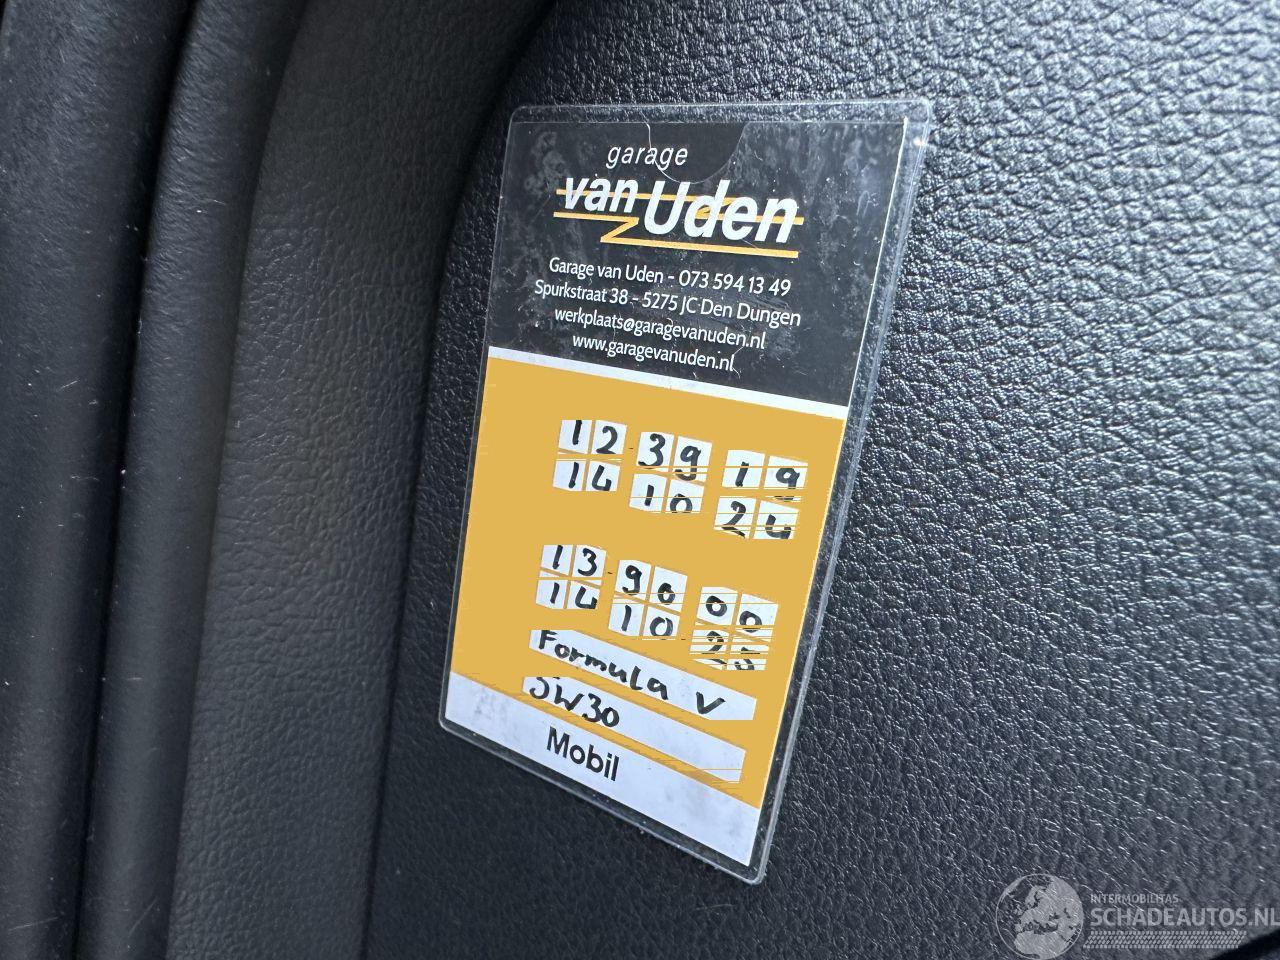 garage
van Uden
Garage van Uden - 073 594 13 49
Spurkstraat 38 - 5275 JC Den Dungen
werkplaats@garagevanuden.nl
www.garagevanuden.nl
12 39 19
14 10 24
13 90 00
14 10 25
Formula V
5W30
Mobil
INTERMOBILITAS
SCHADEAUTOS.NL